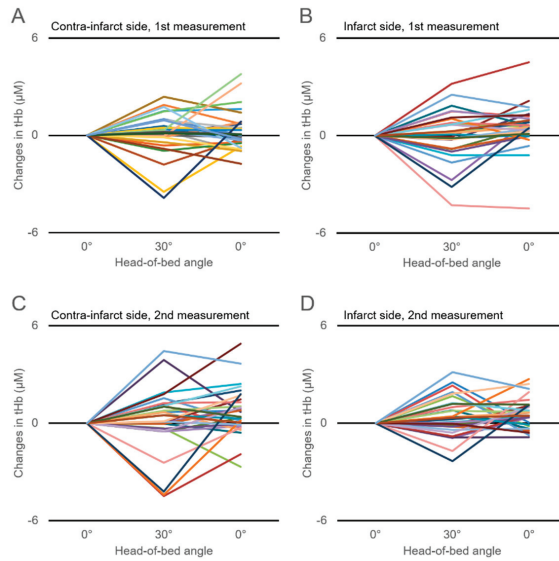 A
Contra-infarct side, 1st measurement
6
Changes in tHb (µM)
0
-6
0°
30°
0°
Head-of-bed angle
B
Infarct side, 1st measurement
6
Changes in tHb (µM)
0
-6
0°
30°
0°
Head-of-bed angle
C
Contra-infarct side, 2nd measurement
6
Changes in tHb (µM)
0
-6
0°
30°
0°
Head-of-bed angle
D
Infarct side, 2nd measurement
6
Changes in tHb (µM)
0
-6
0°
30°
0°
Head-of-bed angle